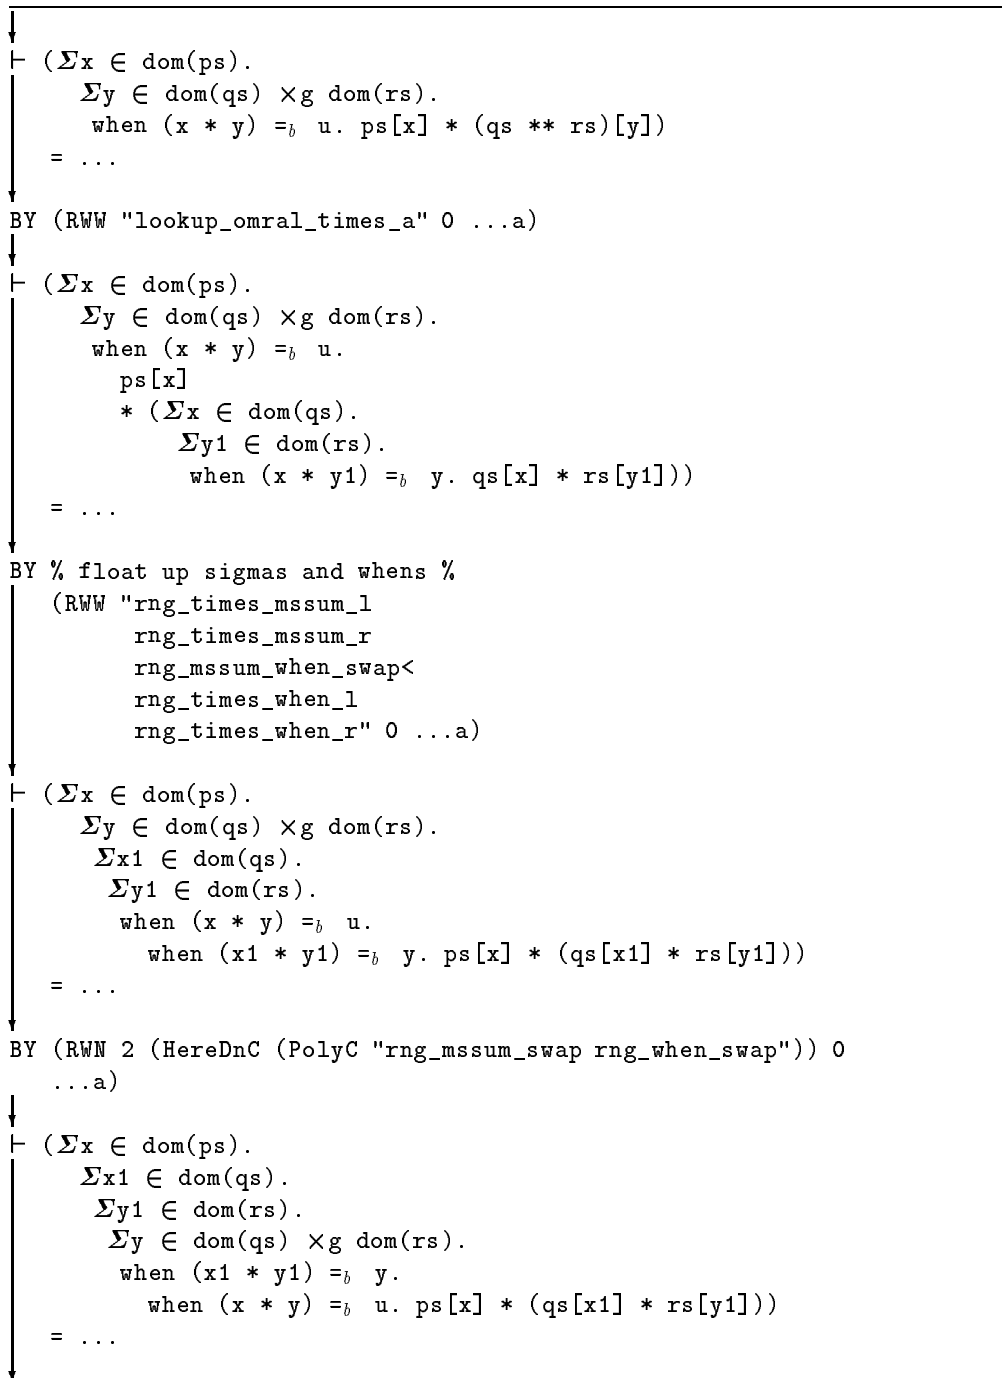 ⊢ (Σx ∈ dom(ps).
Σy ∈ dom(qs) ×g dom(rs).
when (x * y) =b u. ps[x] * (qs ** rs)[y])
= ...
BY (RWW "lookup_omral_times_a" 0 ...a)
⊢ (Σx ∈ dom(ps).
Σy ∈ dom(qs) ×g dom(rs).
when (x * y) =b u.
ps[x]
* (Σx ∈ dom(qs).
Σy1 ∈ dom(rs).
when (x * y1) =b y. qs[x] * rs[y1]))
= ...
BY % float up sigmas and whens %
(RWW "rng_times_mssum_l
rng_times_mssum_r
rng_mssum_when_swap<
rng_times_when_l
rng_times_when_r" 0 ...a)
⊢ (Σx ∈ dom(ps).
Σy ∈ dom(qs) ×g dom(rs).
Σx1 ∈ dom(qs).
Σy1 ∈ dom(rs).
when (x * y) =b u.
when (x1 * y1) =b y. ps[x] * (qs[x1] * rs[y1]))
= ...
BY (RWN 2 (HereDnC (PolyC "rng_mssum_swap rng_when_swap")) 0
...a)
⊢ (Σx ∈ dom(ps).
Σx1 ∈ dom(qs).
Σy1 ∈ dom(rs).
Σy ∈ dom(qs) ×g dom(rs).
when (x1 * y1) =b y.
when (x * y) =b u. ps[x] * (qs[x1] * rs[y1]))
= ...